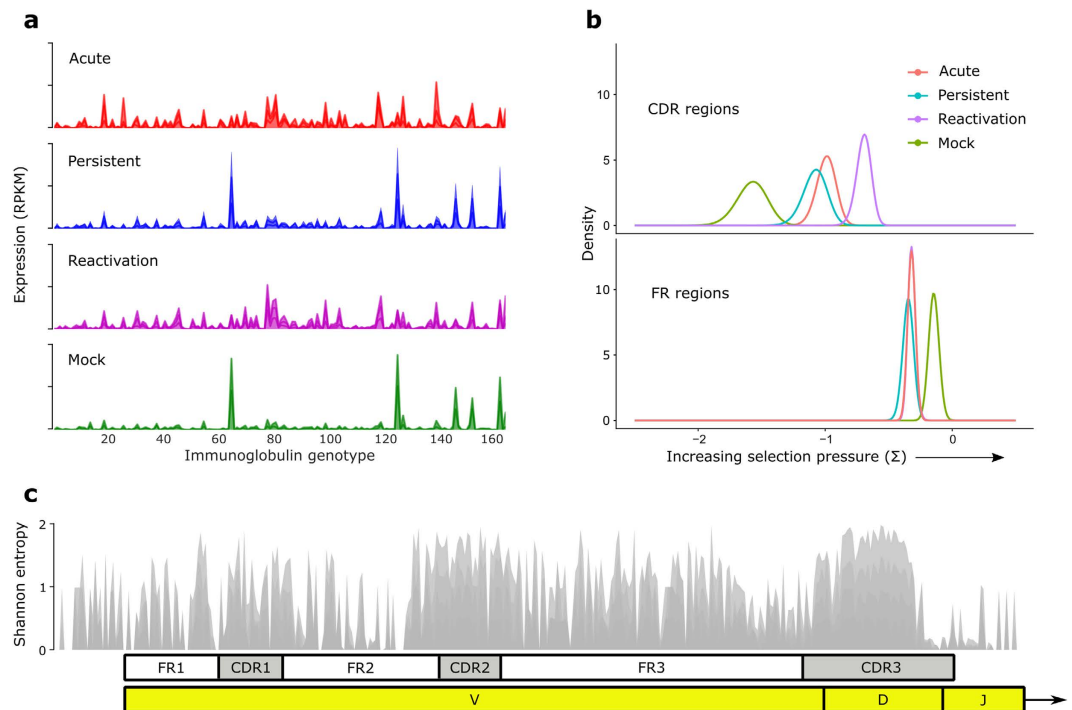 a
Expression (RPKM)
Acute
Persistent
Reactivation
Mock
20 40 60 80 100 120 140 160
Immunoglobulin genotype
b
Density
CDR regions
Acute
Persistent
Reactivation
Mock
10
5
0
FR regions
10
5
0
−2 −1 0
Increasing selection pressure (Σ)
c
Shannon entropy
2
1
0
FR1 CDR1 FR2 CDR2 FR3 CDR3
V D J